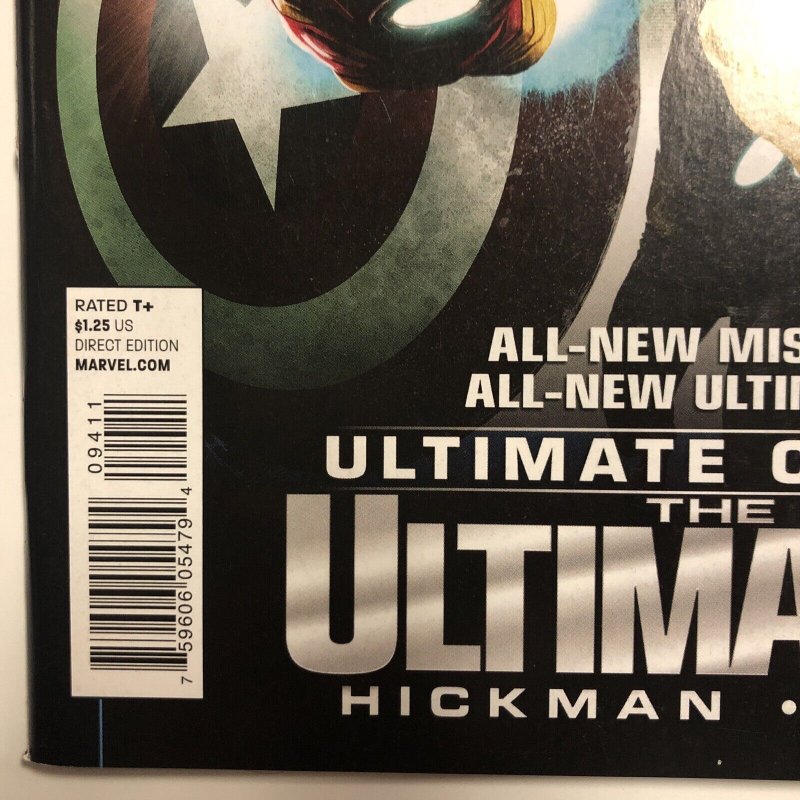 RATED T+
$1.25 US
DIRECT EDITION
MARVEL.COM
09411
7 59606 05479 4
ALL-NEW MIS
ALL-NEW ULTI
ULTIMATE C
THE
ULTIMA
HICKMAN •